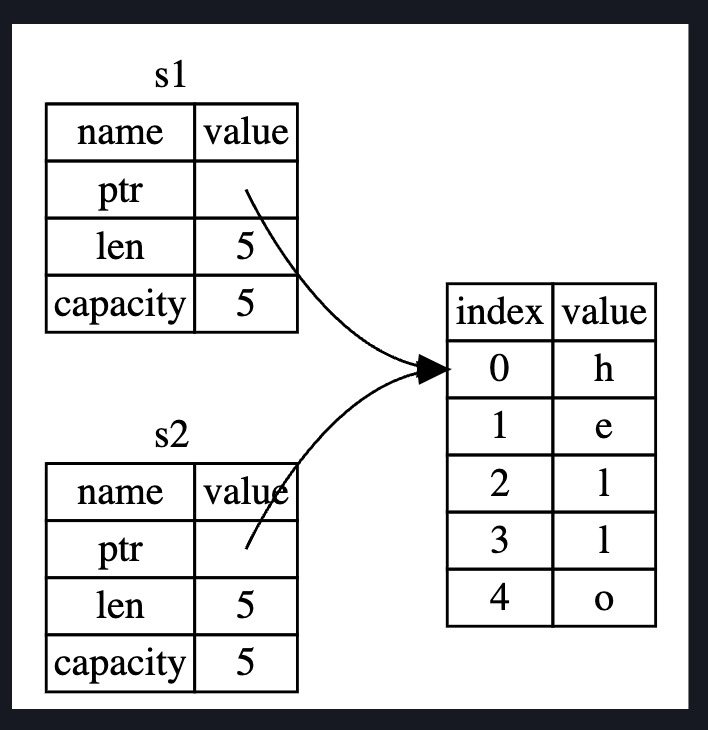 s1
name value
ptr
len 5
capacity 5
s2
name value
ptr
len 5
capacity 5
index value
0 h
1 e
2 l
3 l
4 o